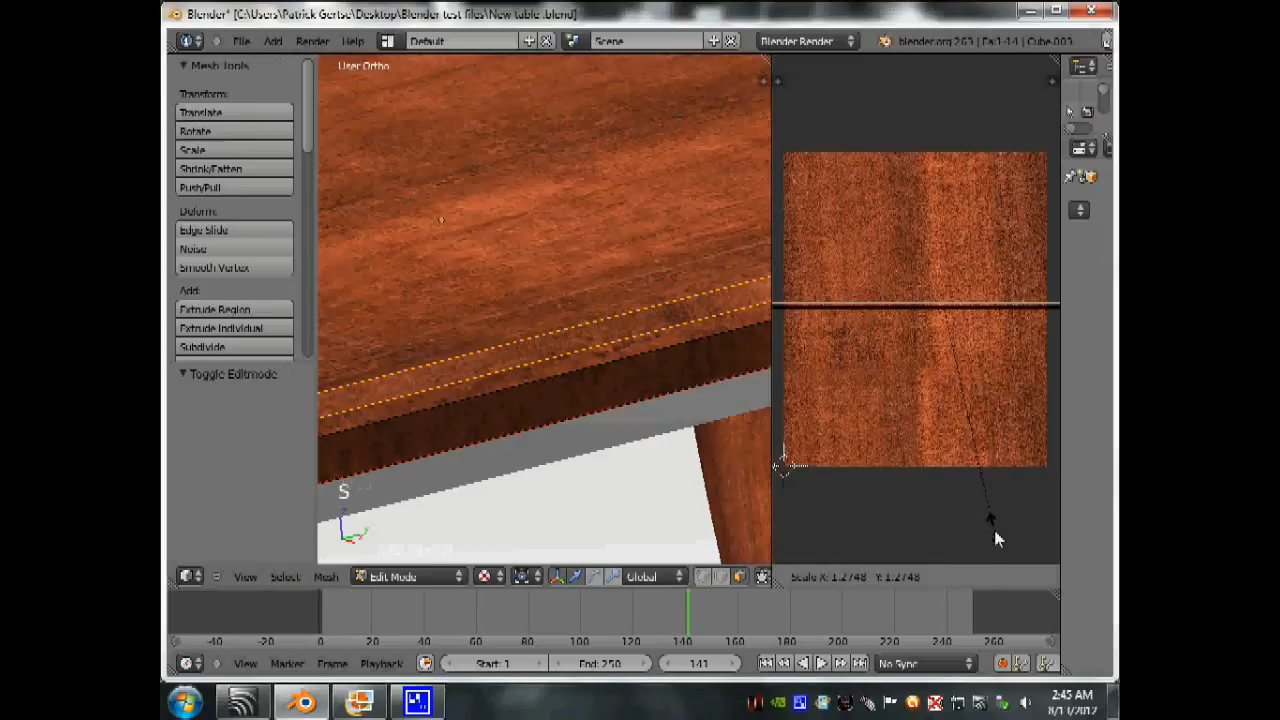 Blender* [C:\Users\Patrick Gertse\Desktop\Blender test files\New table .blend]
File Add Render Help Default Scene Blender Render blender.org 263 | Fa:1-14 | Cube.003
Mesh Tools
User Ortho
Transform:
Translate
Rotate
Scale
Shrink/Fatten
Push/Pull
Deform:
Edge Slide
Noise
Smooth Vertex
Add:
Extrude Region
Extrude Individual
Subdivide
Toggle Editmode
S
View Select Mesh Edit Mode Global Scale X: 1.2748 Y: 1.2748
-40 -20 0 20 40 60 80 100 120 140 160 180 200 220 240 260
View Marker Frame Playback Start: 1 End: 250 141 No Sync
2:45 AM
8/13/2012